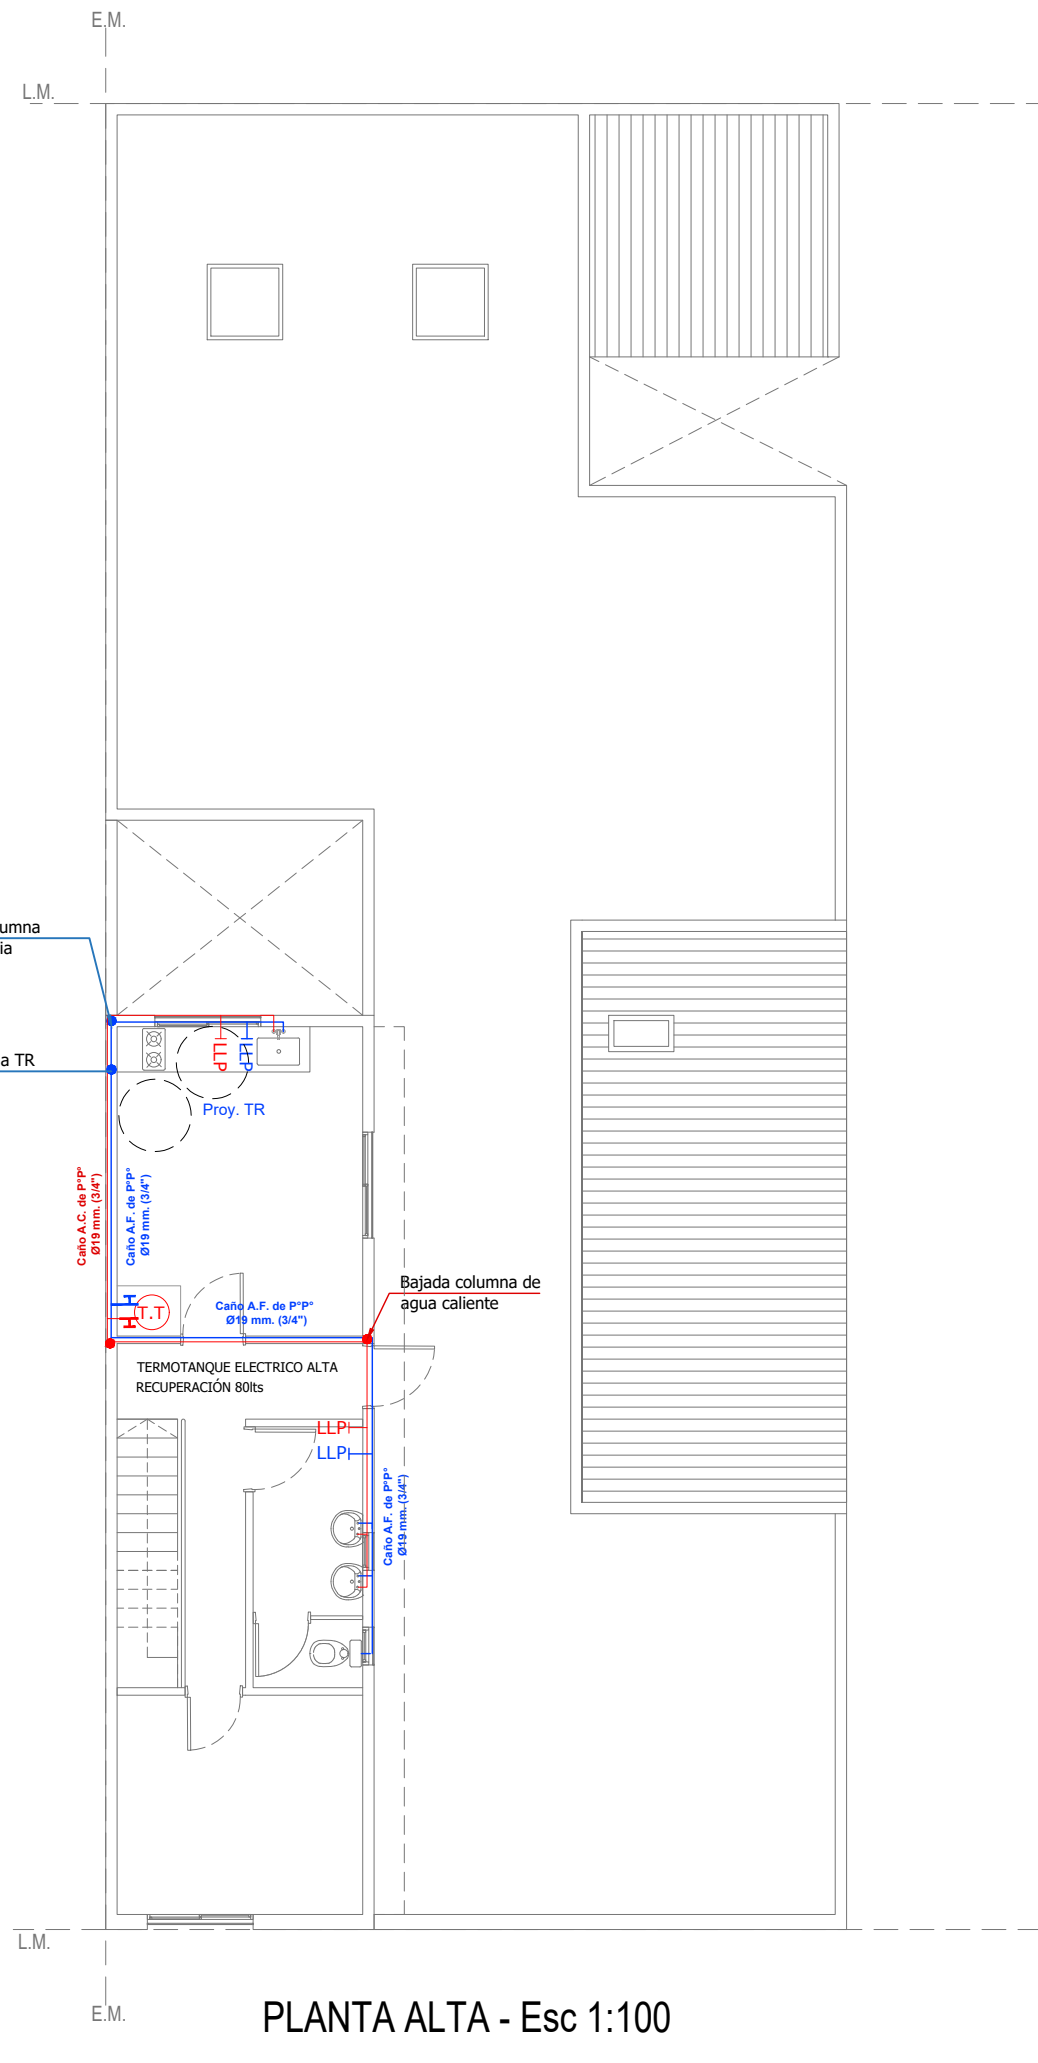 E.M.
L.M.
umna
ia
LLP
LLP
a TR
Proy. TR
Caño A.C. de P°P°
Ø19 mm. (3/4")
Caño A.F. de P°P°
Ø19 mm. (3/4")
Bajada columna de
agua caliente
T.T
Caño A.F. de P°P°
Ø19 mm. (3/4")
TERMOTANQUE ELECTRICO ALTA
RECUPERACIÓN 80lts
LLP
LLP
Caño A.F. de P°P°
Ø19 mm. (3/4")
L.M.
E.M.
PLANTA ALTA - Esc 1:100